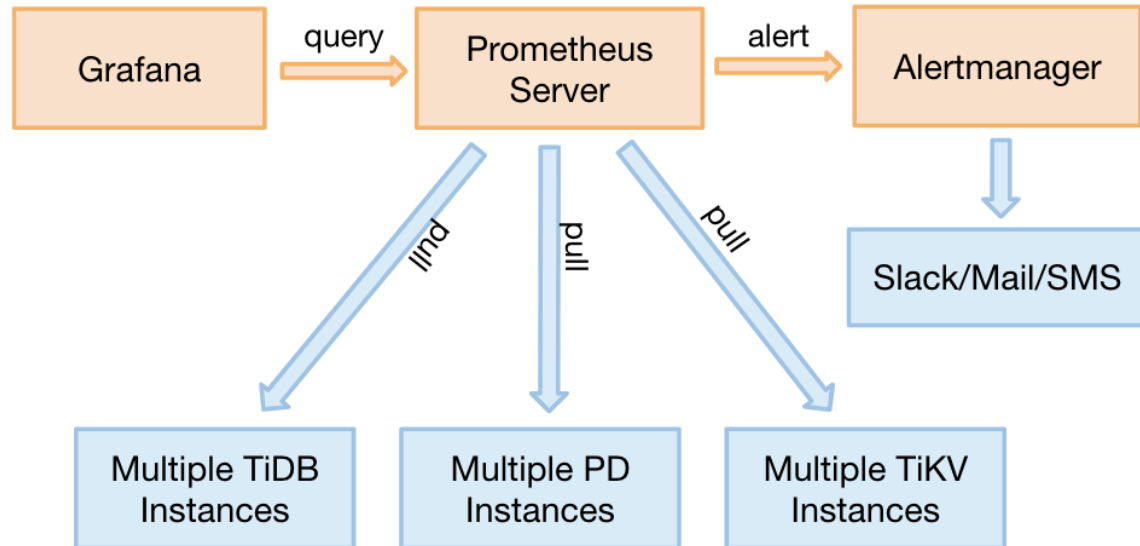 Grafana
query
Prometheus
Server
alert
Alertmanager
pull
pull
pull
Slack/Mail/SMS
Multiple TiDB
Instances
Multiple PD
Instances
Multiple TiKV
Instances